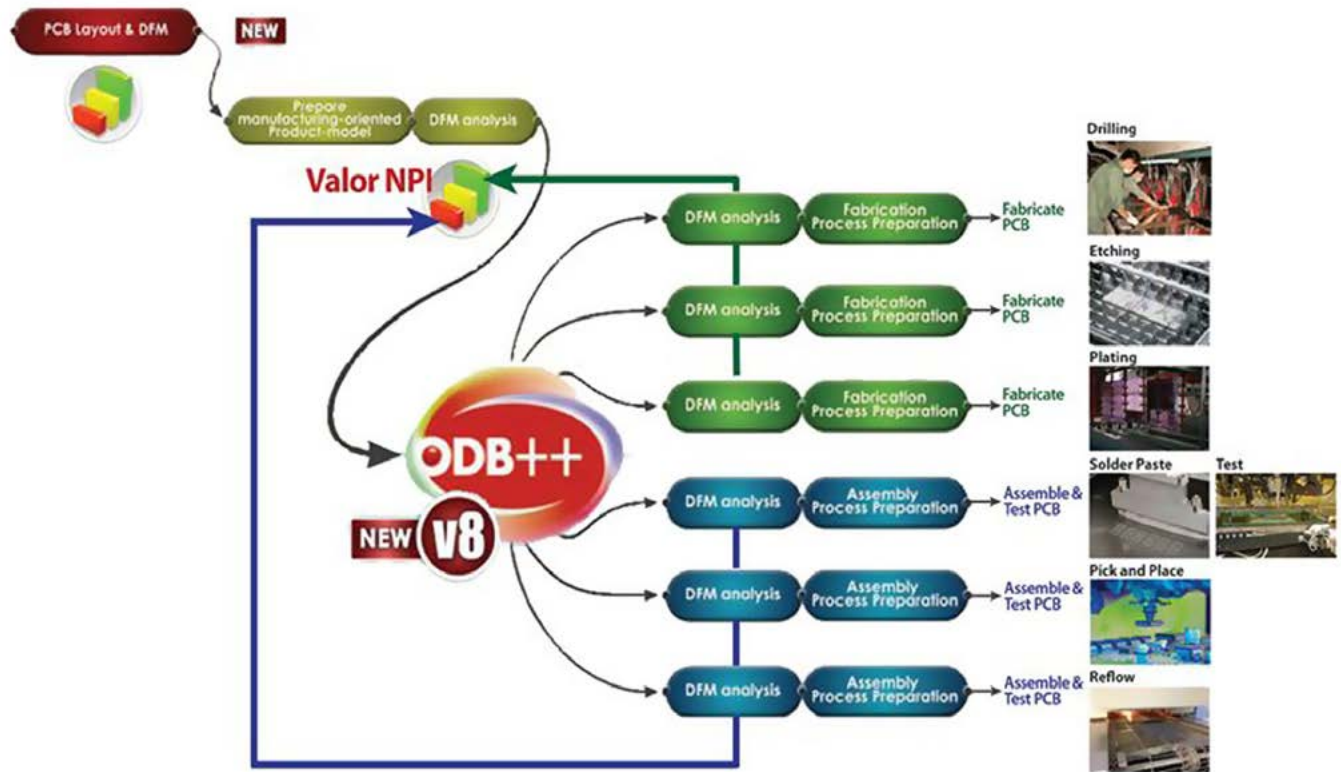 PCB Layout & DFM
NEW
Prepare
manufacturing-oriented
Product-model
DFM analysis
Valor NPI
Drilling
DFM analysis
Fabrication
Process Preparation
Fabricate
PCB
Etching
DFM analysis
Fabrication
Process Preparation
Fabricate
PCB
Plating
DFM analysis
Fabrication
Process Preparation
Fabricate
PCB
ODB++
NEW
v8
Solder Paste
Test
DFM analysis
Assembly
Process Preparation
Assemble &
Test PCB
Pick and Place
DFM analysis
Assembly
Process Preparation
Assemble &
Test PCB
Reflow
DFM analysis
Assembly
Process Preparation
Assemble &
Test PCB